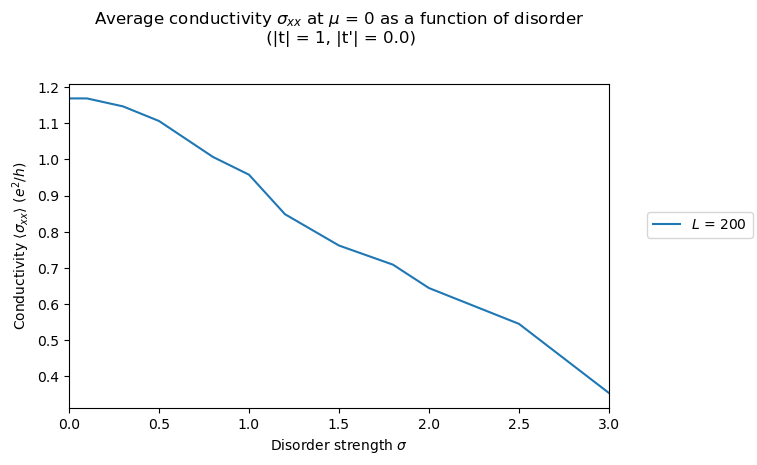 Average conductivity σxx at μ = 0 as a function of disorder
(|t| = 1, |t'| = 0.0)
1.2
1.1
1.0
0.9
0.8
0.7
0.6
0.5
0.4
Conductivity ⟨σxx⟩ (e²/h)
L = 200
0.0 0.5 1.0 1.5 2.0 2.5 3.0
Disorder strength σ